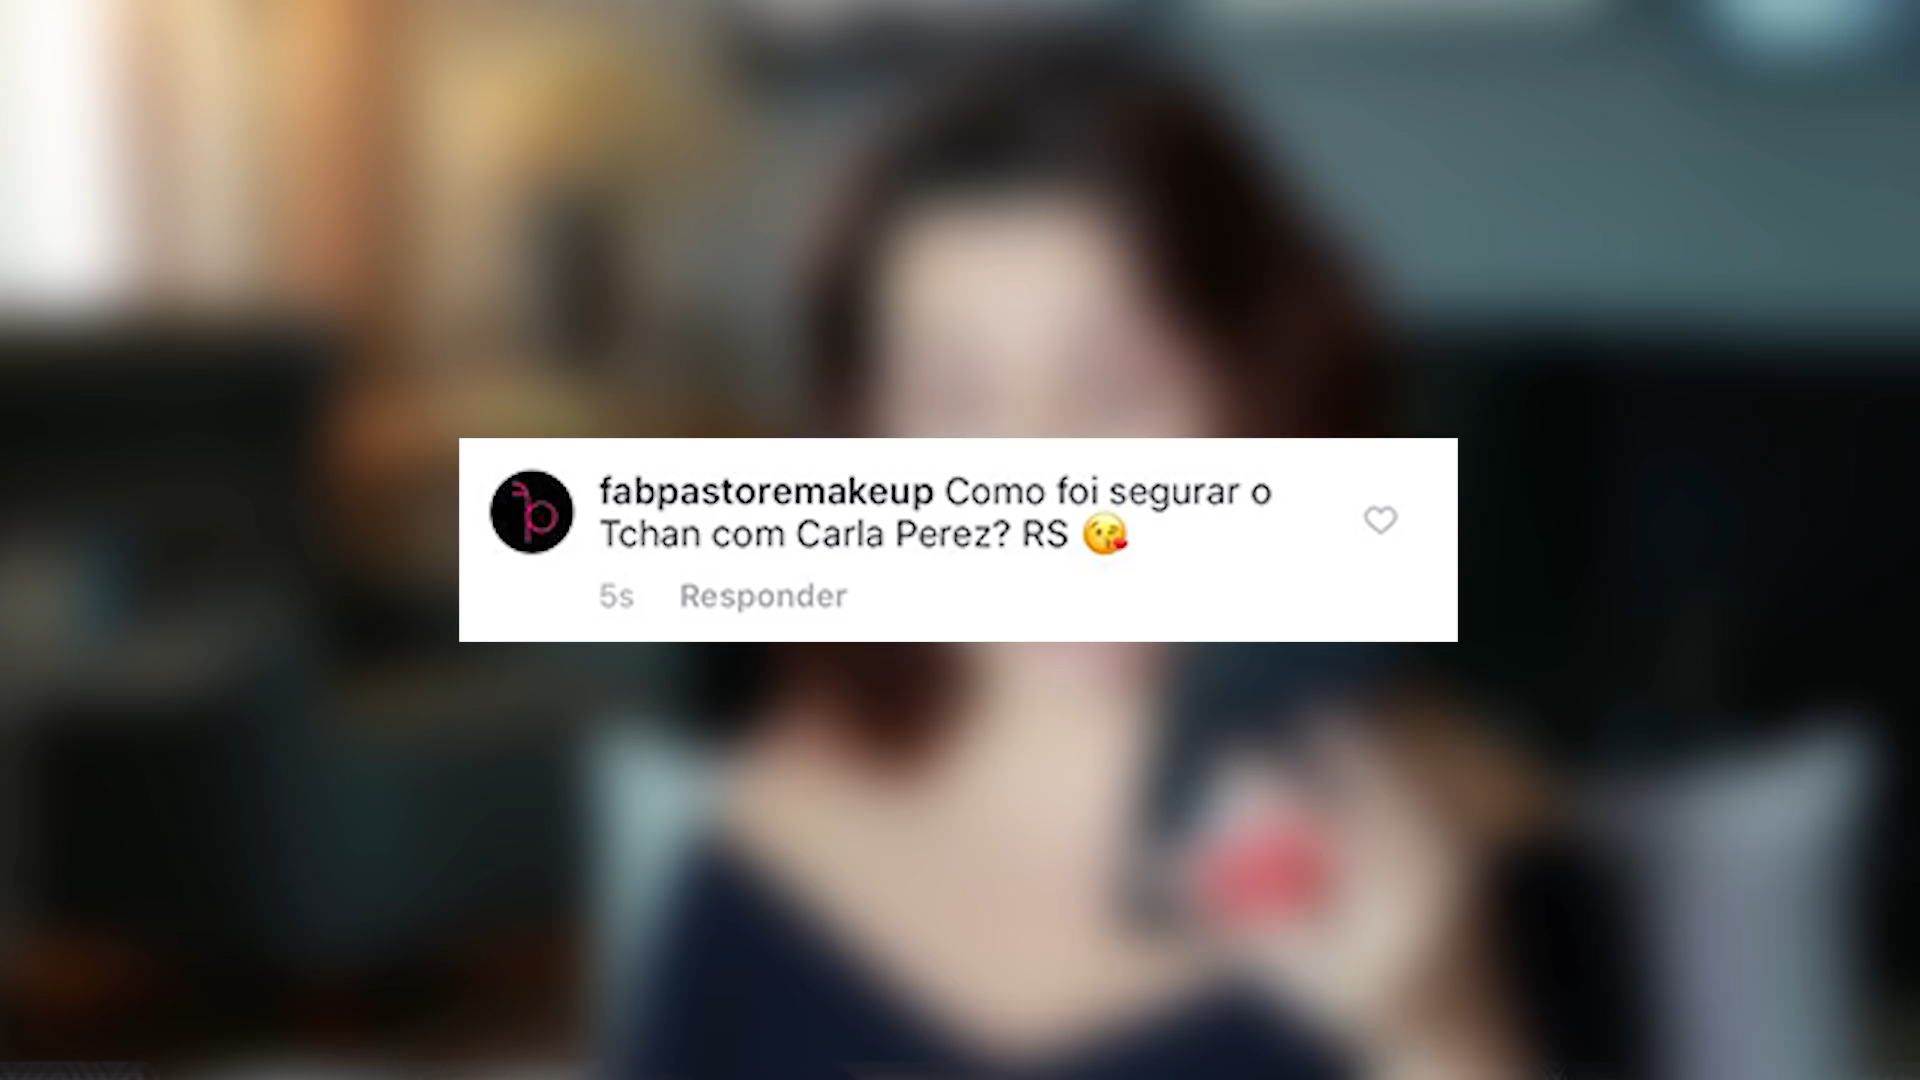 fabpastoremakeup Como foi segurar o
Tchan com Carla Perez? RS 😘
5s Responder